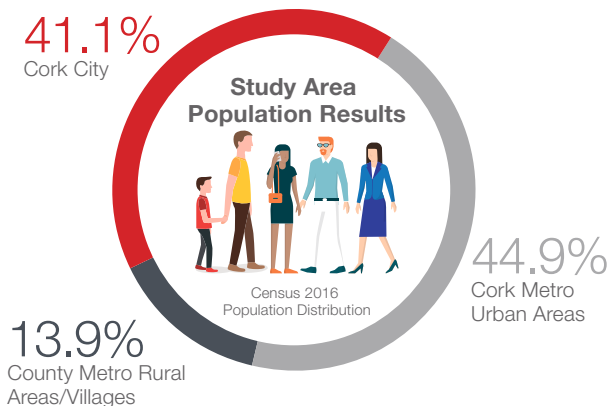 41.1%
Cork City
Study Area
Population Results
Census 2016
Population Distribution
44.9%
Cork Metro
Urban Areas
13.9%
County Metro Rural
Areas/Villages